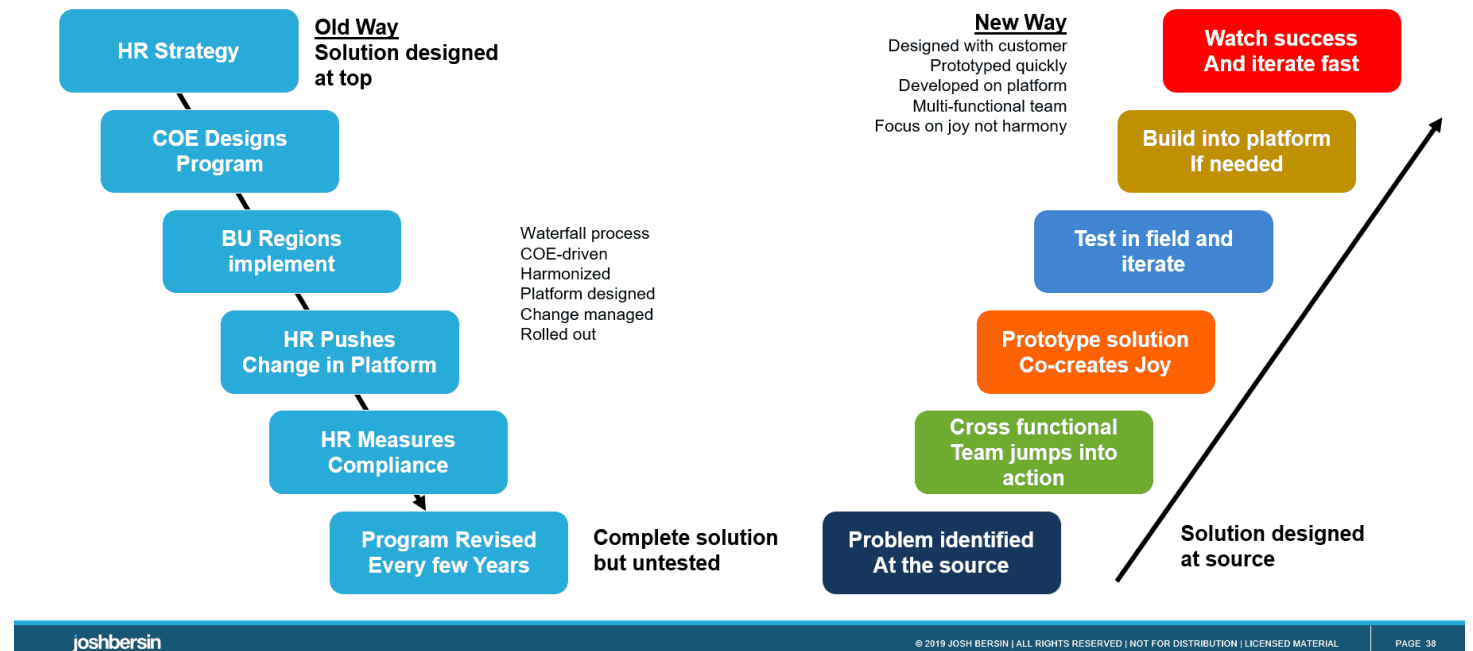 HR Strategy
Old Way
Solution designed
at top
COE Designs
Program
BU Regions
implement
Waterfall process
COE-driven
Harmonized
Platform designed
Change managed
Rolled out
HR Pushes
Change in Platform
HR Measures
Compliance
Program Revised
Every few Years
Complete solution
but untested
New Way
Designed with customer
Prototyped quickly
Developed on platform
Multi-functional team
Focus on joy not harmony
Watch success
And iterate fast
Build into platform
If needed
Test in field and
iterate
Prototype solution
Co-creates Joy
Cross functional
Team jumps into
action
Problem identified
At the source
Solution designed
at source
joshbersin
© 2019 JOSH BERSIN | ALL RIGHTS RESERVED | NOT FOR DISTRIBUTION | LICENSED MATERIAL
PAGE 38